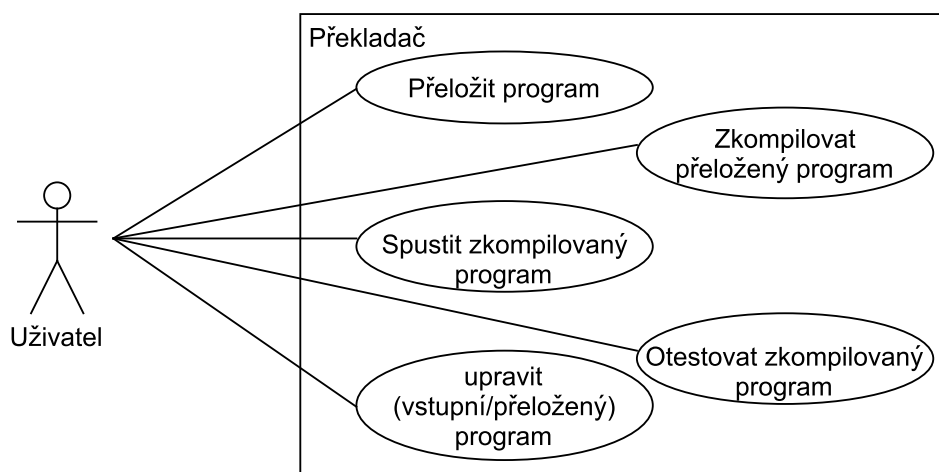 Překladač
Přeložit program
Zkompilovat
přeložený program
Spustit zkompilovaný
program
Uživatel
Otestovat zkompilovaný
program
upravit
(vstupní/přeložený)
program